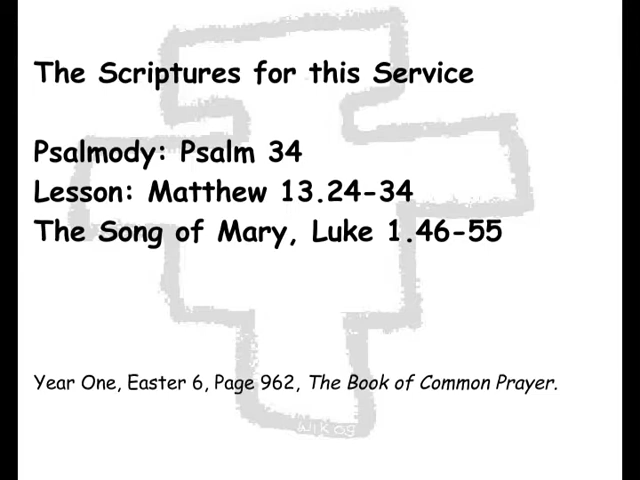 The Scriptures for this Service
Psalmody: Psalm 34
Lesson: Matthew 13.24-34
The Song of Mary, Luke 1.46-55
Year One, Easter 6, Page 962, The Book of Common Prayer.
WIK09